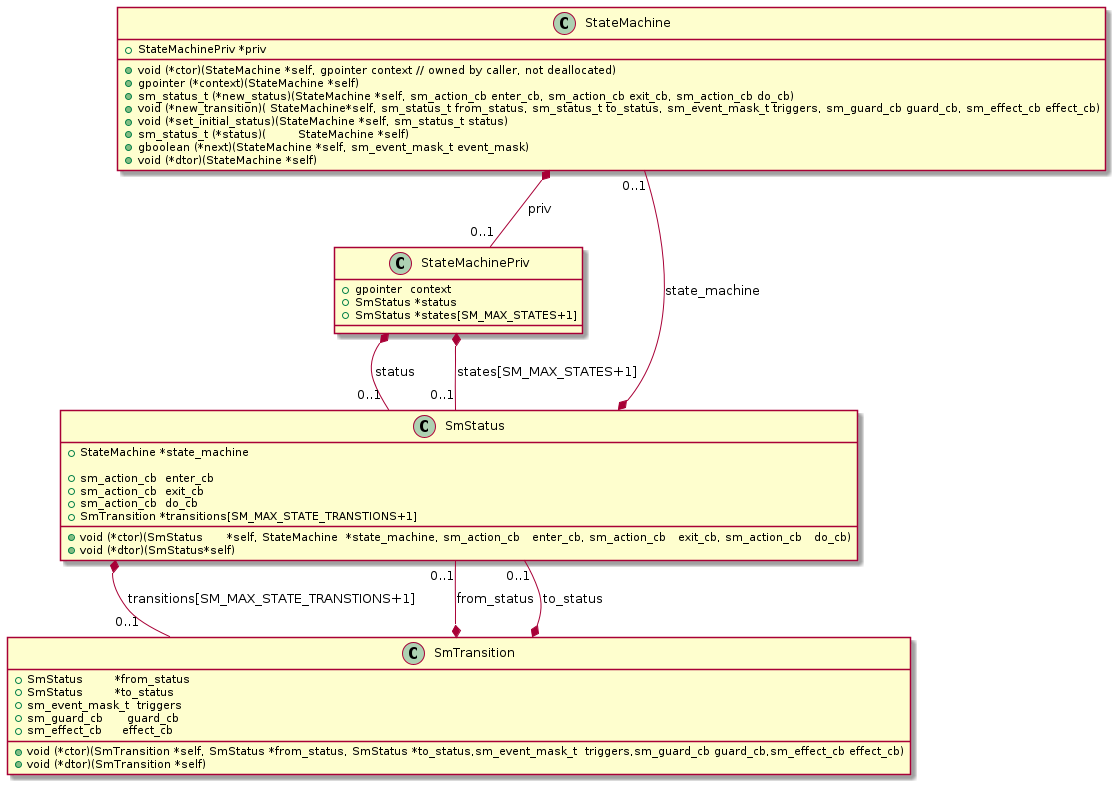 C StateMachine
StateMachinePriv *priv
void (*ctor)(StateMachine *self, gpointer context // owned by caller, not deallocated)
gpointer (*context)(StateMachine *self)
sm_status_t (*new_status)(StateMachine *self, sm_action_cb enter_cb, sm_action_cb exit_cb, sm_action_cb do_cb)
void (*new_transition)( StateMachine*self, sm_status_t from_status, sm_status_t to_status, sm_event_mask_t triggers, sm_guard_cb guard_cb, sm_effect_cb effect_cb)
void (*set_initial_status)(StateMachine *self, sm_status_t status)
sm_status_t (*status)( StateMachine *self)
gboolean (*next)(StateMachine *self, sm_event_mask_t event_mask)
void (*dtor)(StateMachine *self)
0..1
priv
0..1
C StateMachinePriv
gpointer context
SmStatus *status
SmStatus *states[SM_MAX_STATES+1]
state_machine
status
states[SM_MAX_STATES+1]
0..1
0..1
C SmStatus
StateMachine *state_machine
sm_action_cb enter_cb
sm_action_cb exit_cb
sm_action_cb do_cb
SmTransition *transitions[SM_MAX_STATE_TRANSTIONS+1]
void (*ctor)(SmStatus *self, StateMachine *state_machine, sm_action_cb enter_cb, sm_action_cb exit_cb, sm_action_cb do_cb)
void (*dtor)(SmStatus*self)
0..1
0..1
transitions[SM_MAX_STATE_TRANSTIONS+1]
from_status
to_status
0..1
C SmTransition
SmStatus *from_status
SmStatus *to_status
sm_event_mask_t triggers
sm_guard_cb guard_cb
sm_effect_cb effect_cb
void (*ctor)(SmTransition *self, SmStatus *from_status, SmStatus *to_status,sm_event_mask_t triggers,sm_guard_cb guard_cb,sm_effect_cb effect_cb)
void (*dtor)(SmTransition *self)